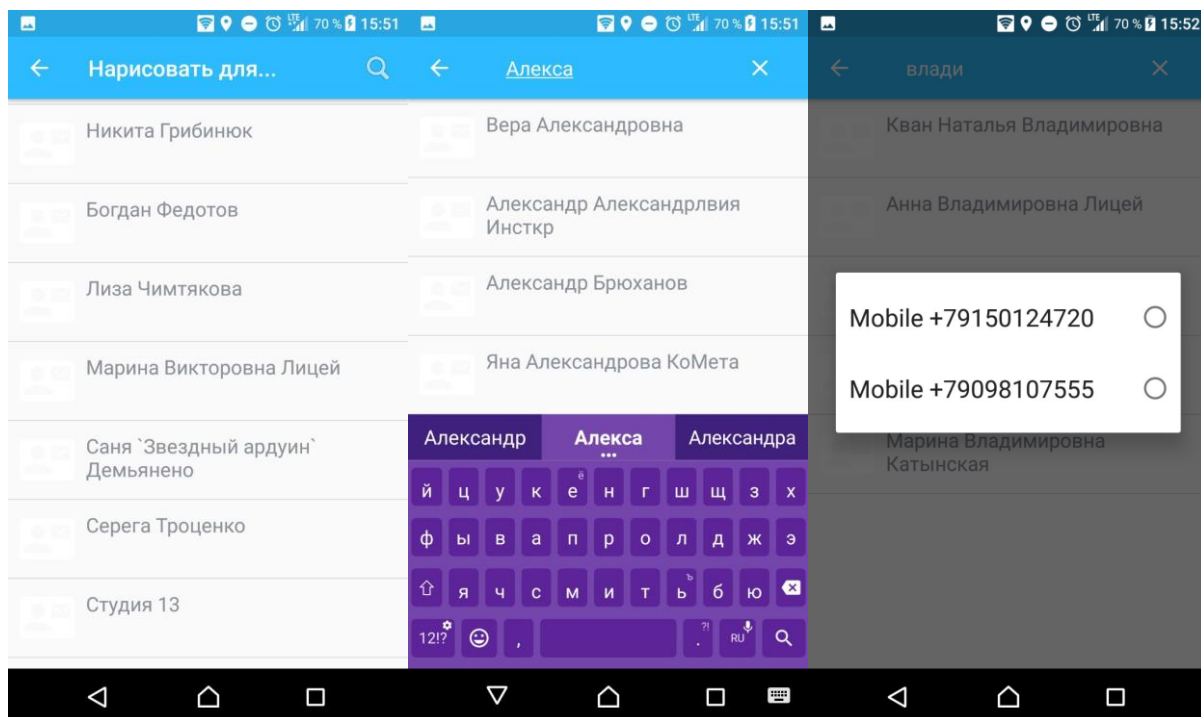 LTE 70 % 15:51
Нарисовать для...
Никита Грибинюк
Богдан Федотов
Лиза Чимтякова
Марина Викторовна Лицей
Саня `Звездный ардуин`
Демьянено
Серега Троценко
Студия 13
LTE 70 % 15:51
Алекса
Вера Александровна
Александр Александрлвия
Инсткр
Александр Брюханов
Яна Александрова КоМета
Александр Алекса Александра
й ц у к е ё н г ш щ з х
ф ы в а п р о л д ж э
я ч с м и т ь ъ б ю
12!? , . ?! RU
LTE 70 % 15:52
влади
Кван Наталья Владимировна
Анна Владимировна Лицей
Mobile +79150124720
Mobile +79098107555
Марина Владимировна
Катынская